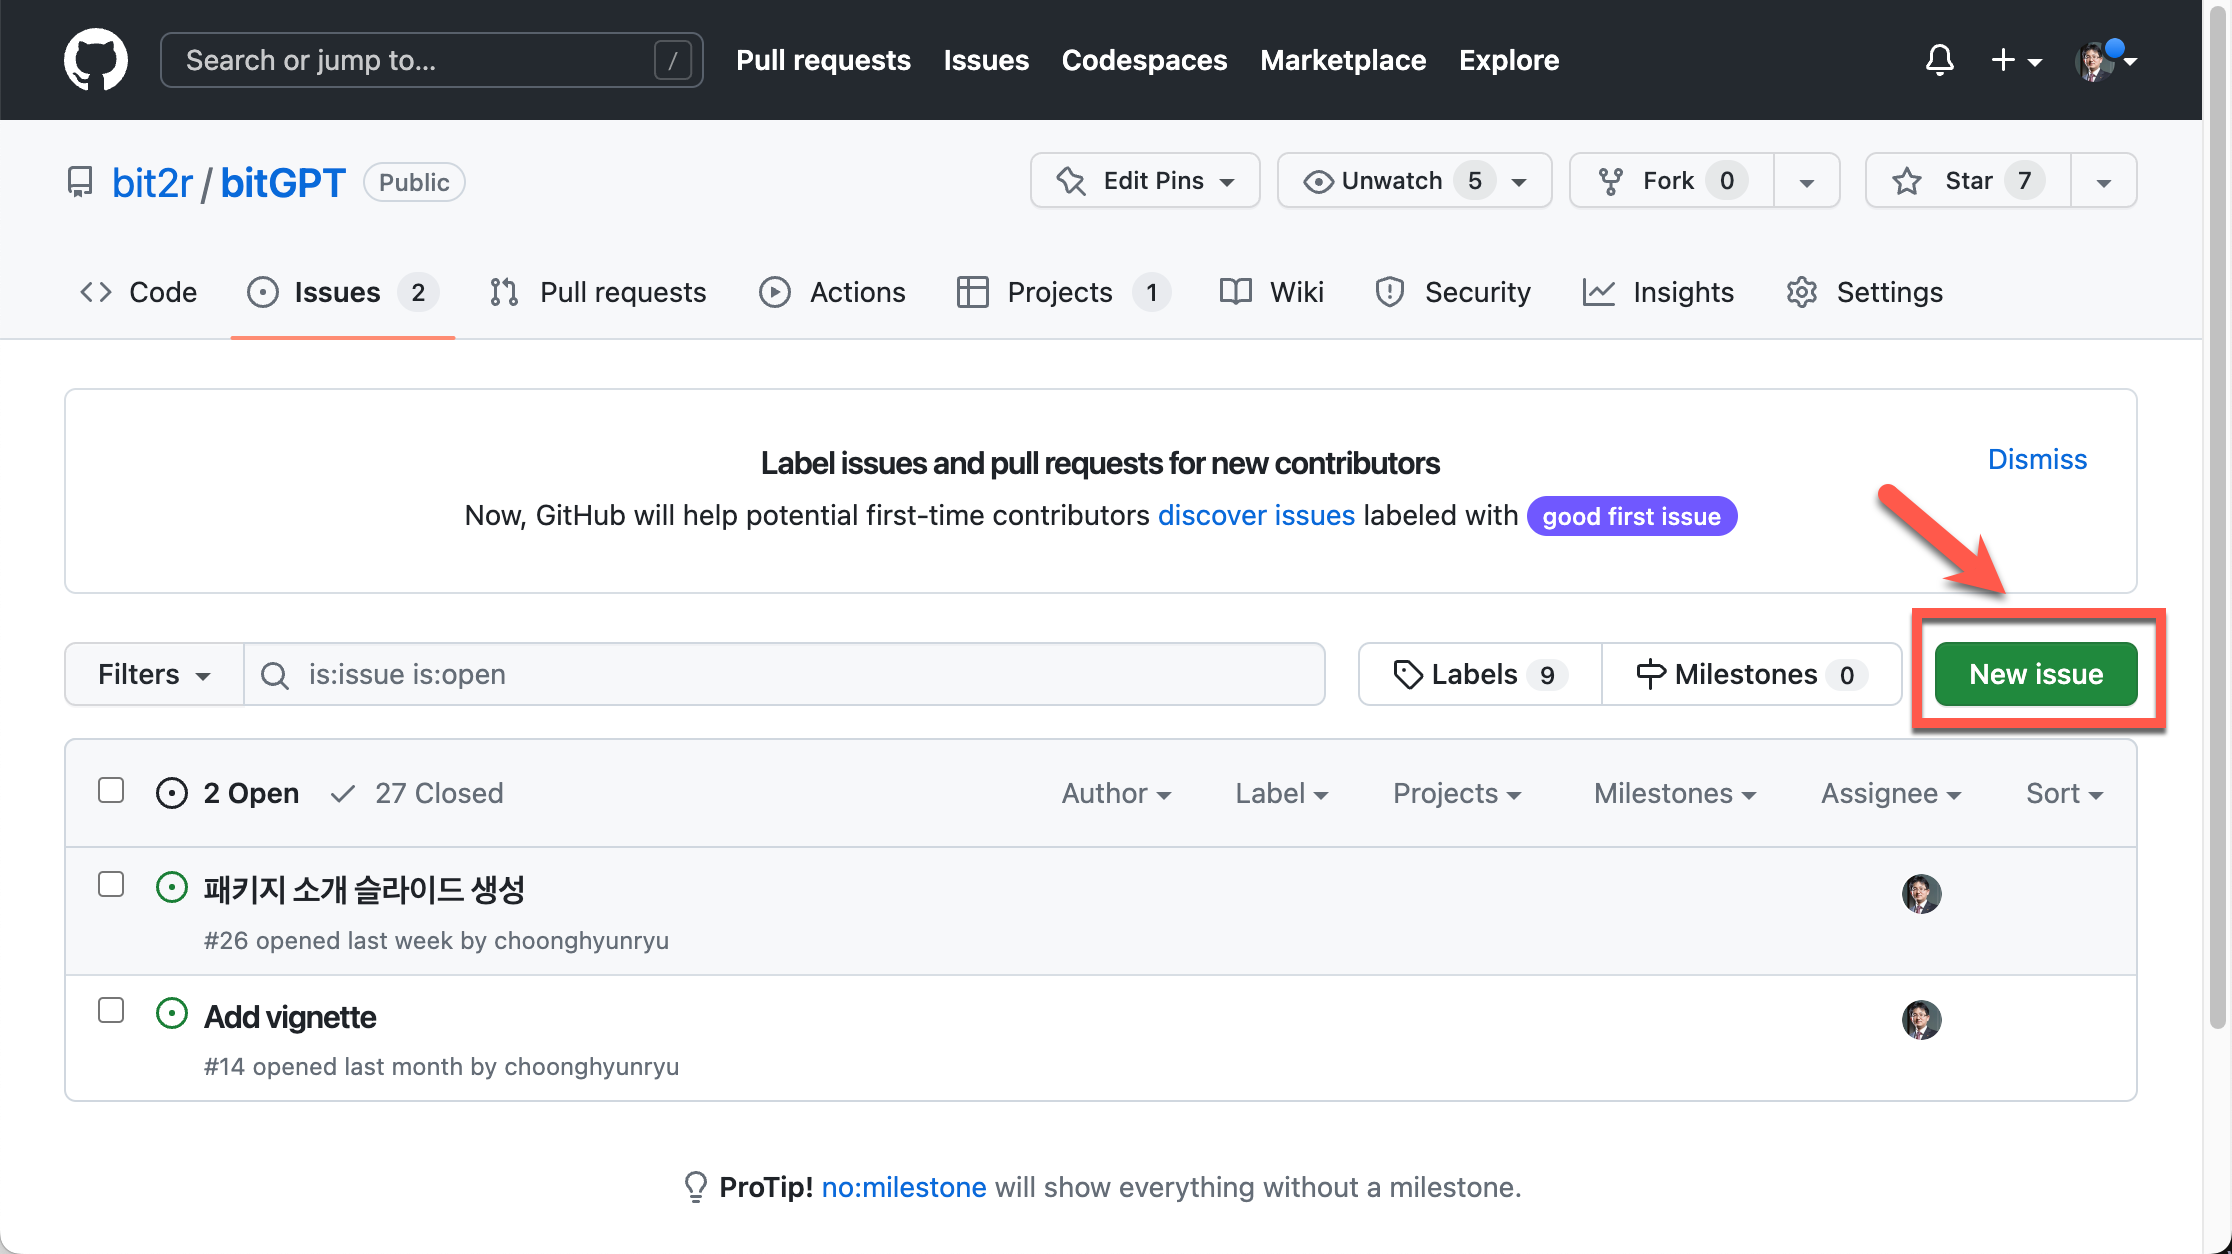 Search or jump to... / Pull requests Issues Codespaces Marketplace Explore
bit2r / bitGPT Public Edit Pins Unwatch 5 Fork 0 Star 7
Code Issues 2 Pull requests Actions Projects 1 Wiki Security Insights Settings
Label issues and pull requests for new contributors
Dismiss
Now, GitHub will help potential first-time contributors discover issues labeled with good first issue
Filters is:issue is:open Labels 9 Milestones 0 New issue
2 Open 27 Closed Author Label Projects Milestones Assignee Sort
패키지 소개 슬라이드 생성
#26 opened last week by choonghyunryu
Add vignette
#14 opened last month by choonghyunryu
ProTip! no:milestone will show everything without a milestone.